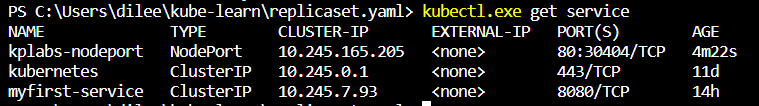 PS C:\Users\dilee\kube-learn\replicaset.yaml> kubectl.exe get service
NAME TYPE CLUSTER-IP EXTERNAL-IP PORT(S) AGE
kplabs-nodeport NodePort 10.245.165.205 <none> 80:30404/TCP 4m22s
kubernetes ClusterIP 10.245.0.1 <none> 443/TCP 11d
myfirst-service ClusterIP 10.245.7.93 <none> 8080/TCP 14h